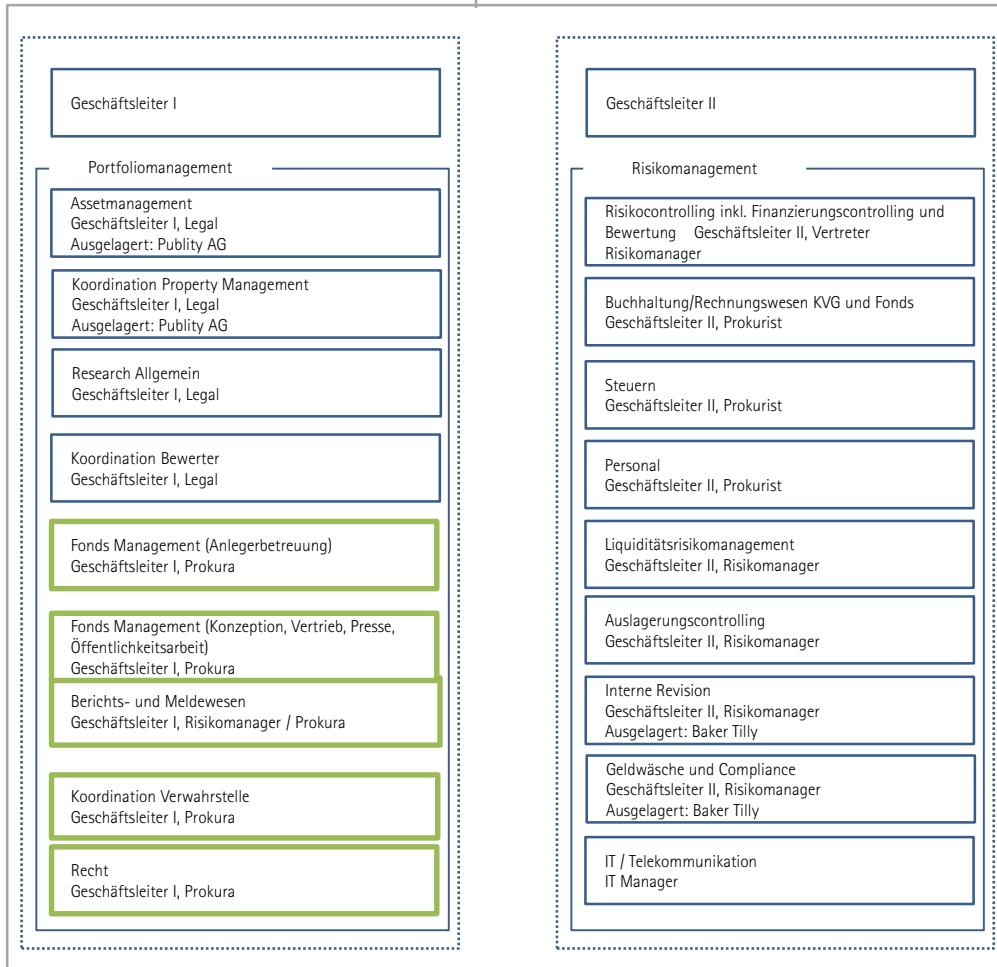 Geschäftsleiter I
Portfoliomanagement
Assetmanagement
Geschäftsleiter I, Legal
Ausgelagert: Publity AG
Koordination Property Management
Geschäftsleiter I, Legal
Ausgelagert: Publity AG
Research Allgemein
Geschäftsleiter I, Legal
Koordination Bewerter
Geschäftsleiter I, Legal
Fonds Management (Anlegerbetreuung)
Geschäftsleiter I, Prokura
Fonds Management (Konzeption, Vertrieb, Presse,
Öffentlichkeitsarbeit)
Geschäftsleiter I, Prokura
Berichts- und Meldewesen
Geschäftsleiter I, Risikomanager / Prokura
Koordination Verwahrstelle
Geschäftsleiter I, Prokura
Recht
Geschäftsleiter I, Prokura
Geschäftsleiter II
Risikomanagement
Risikocontrolling inkl. Finanzierungscontrolling und
Bewertung Geschäftsleiter II, Vertreter
Risikomanager
Buchhaltung/Rechnungswesen KVG und Fonds
Geschäftsleiter II, Prokurist
Steuern
Geschäftsleiter II, Prokurist
Personal
Geschäftsleiter II, Prokurist
Liquiditätsrisikomanagement
Geschäftsleiter II, Risikomanager
Auslagerungscontrolling
Geschäftsleiter II, Risikomanager
Interne Revision
Geschäftsleiter II, Risikomanager
Ausgelagert: Baker Tilly
Geldwäsche und Compliance
Geschäftsleiter II, Risikomanager
Ausgelagert: Baker Tilly
IT / Telekommunikation
IT Manager